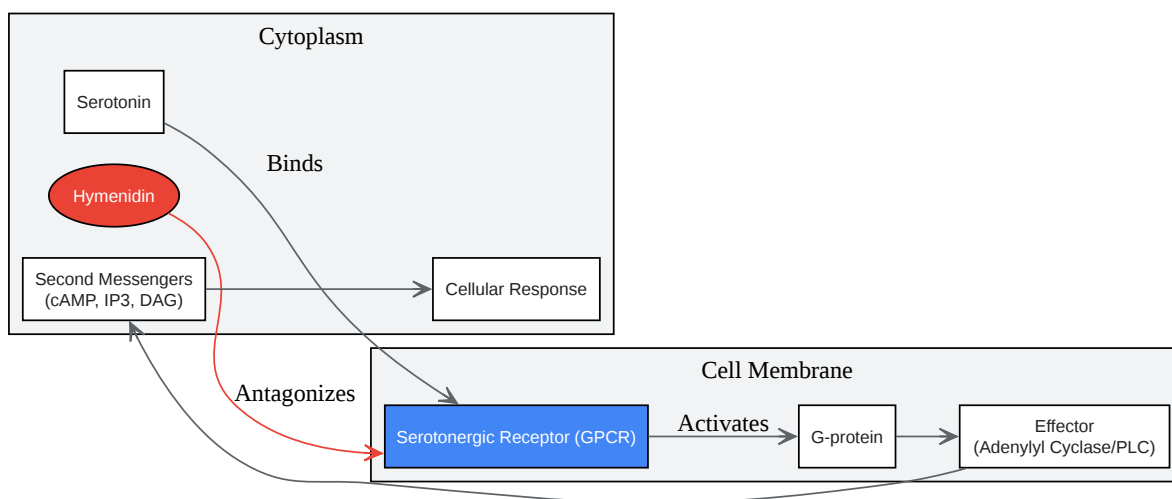 Cytoplasm
Serotonin
Binds
Hymenidin
Second Messengers
(cAMP, IP3, DAG)
Cellular Response
Cell Membrane
Antagonizes
Serotonergic Receptor (GPCR)
Activates
G-protein
Effector
(Adenylyl Cyclase/PLC)